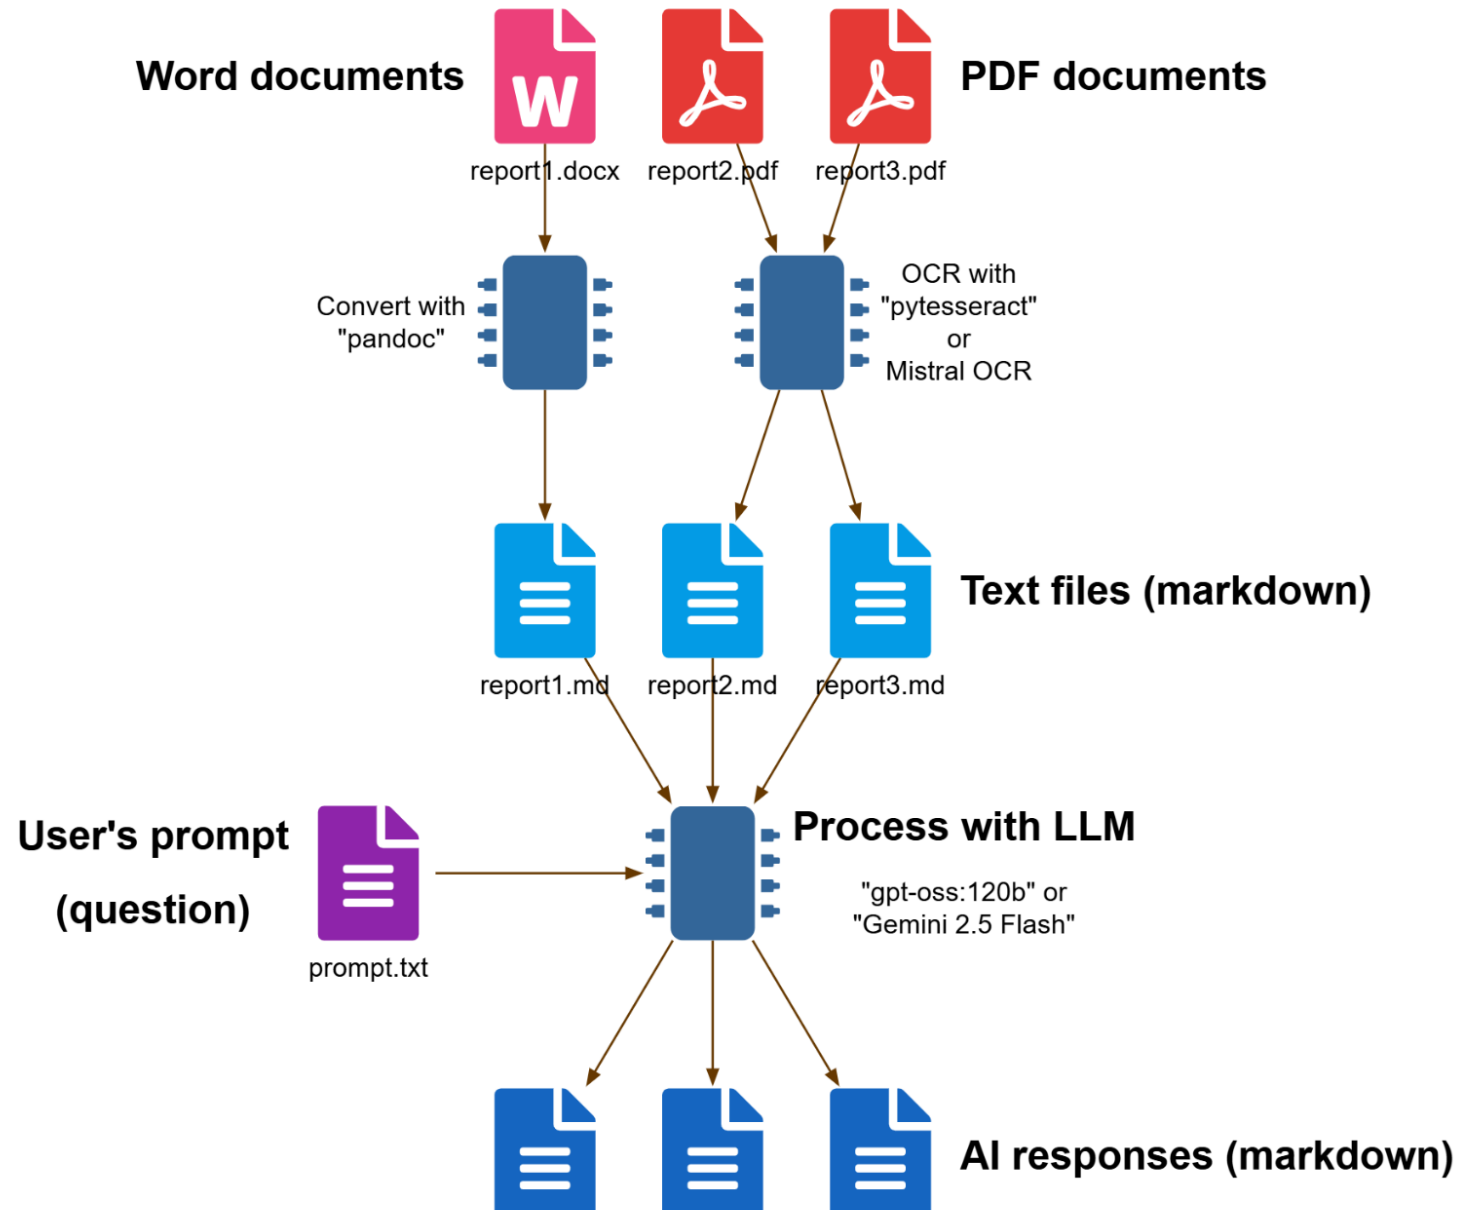 Word documents
W
PDF documents
report1.docx
report2.pdf
report3.pdf
Convert with
"pandoc"
OCR with
"pytesseract"
or
Mistral OCR
Text files (markdown)
report1.md
report2.md
report3.md
User's prompt
(question)
prompt.txt
Process with LLM
"gpt-oss:120b" or
"Gemini 2.5 Flash"
AI responses (markdown)